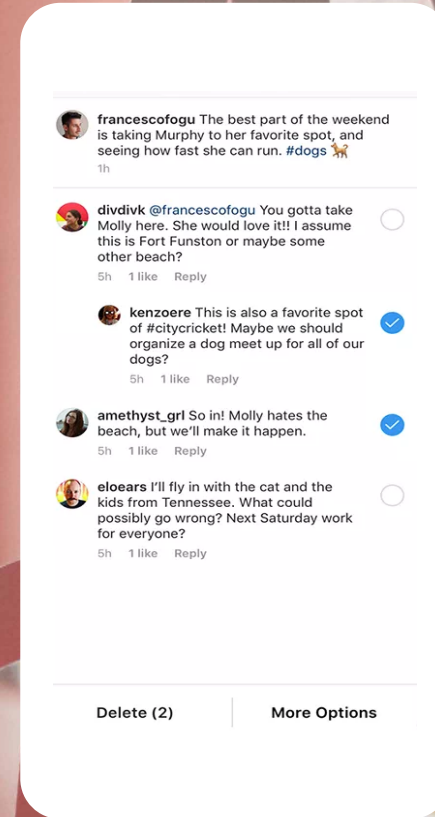 francescofogu The best part of the weekend
is taking Murphy to her favorite spot, and
seeing how fast she can run. #dogs 🐕
1h
divdivk @francescofogu You gotta take
Molly here. She would love it!! I assume
this is Fort Funston or maybe some
other beach?
5h 1 like Reply
kenzoere This is also a favorite spot
of #citycricket! Maybe we should
organize a dog meet up for all of our
dogs?
5h 1 like Reply
amethyst_grl So in! Molly hates the
beach, but we’ll make it happen.
5h 1 like Reply
eloears I’ll fly in with the cat and the
kids from Tennessee. What could
possibly go wrong? Next Saturday work
for everyone?
5h 1 like Reply
Delete (2) More Options